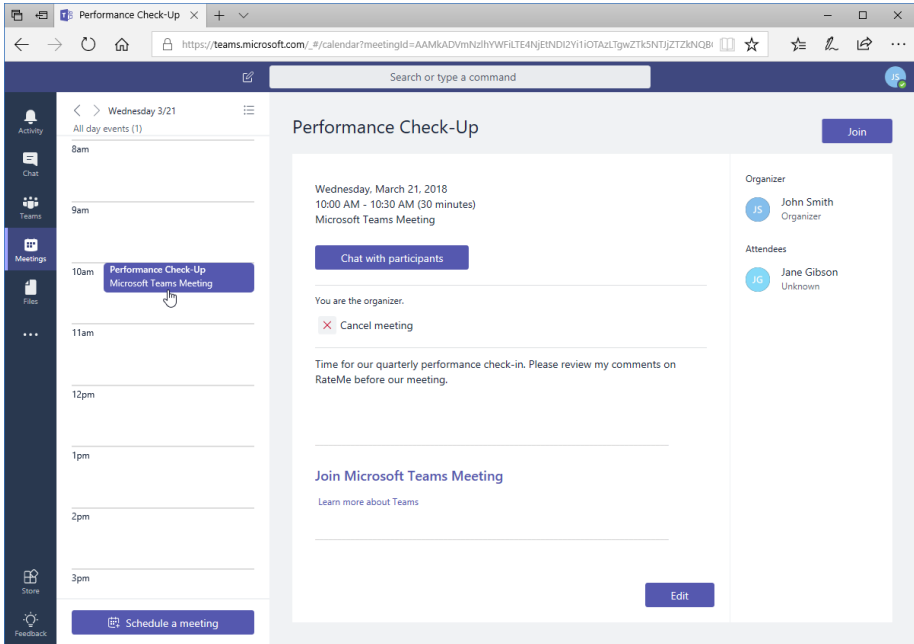 Performance Check-Up
https://teams.microsoft.com/_#/calendar?meetingId=
Search or type a command
JS
Activity
Chat
Teams
Meetings
Files
Store
Feedback
Wednesday 3/21
All day events (1)
8am
9am
10am
Performance Check-Up
Microsoft Teams Meeting
11am
12pm
1pm
2pm
3pm
Schedule a meeting
Performance Check-Up
Join
Wednesday, March 21, 2018
10:00 AM - 10:30 AM (30 minutes)
Microsoft Teams Meeting
Chat with participants
You are the organizer.
Cancel meeting
Time for our quarterly performance check-in. Please review my comments on
RateMe before our meeting.
Join Microsoft Teams Meeting
Learn more about Teams
Edit
Organizer
JS
John Smith
Organizer
Attendees
JG
Jane Gibson
Unknown